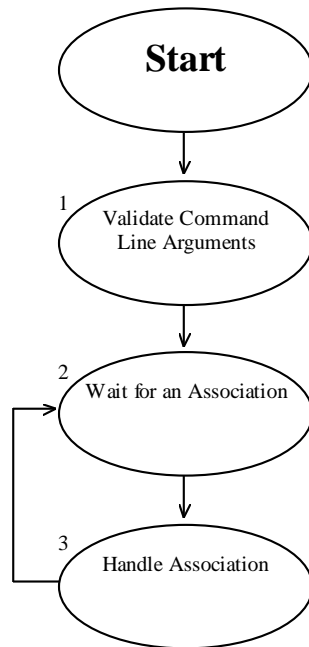 Start
1
Validate Command
Line Arguments
2
Wait for an Association
3
Handle Association